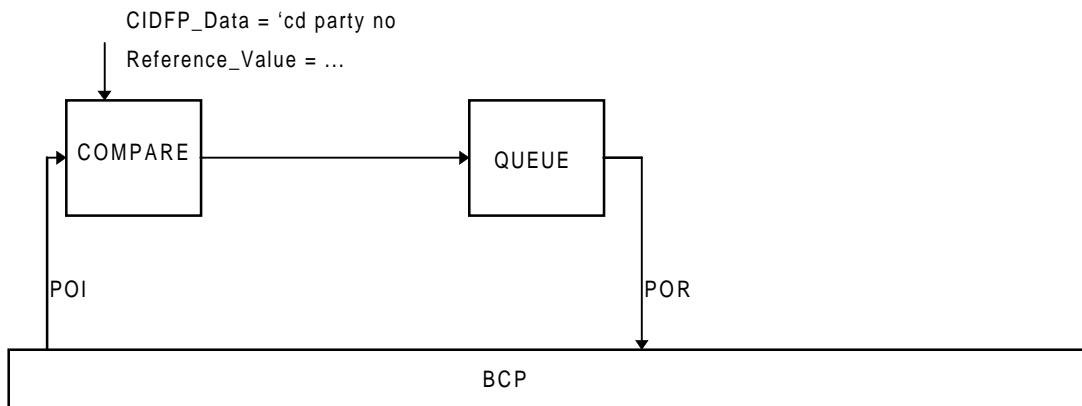 CIDFP_Data = ‘cd party no
Reference_Value = ...
COMPARE
QUEUE
POI
POR
BCP